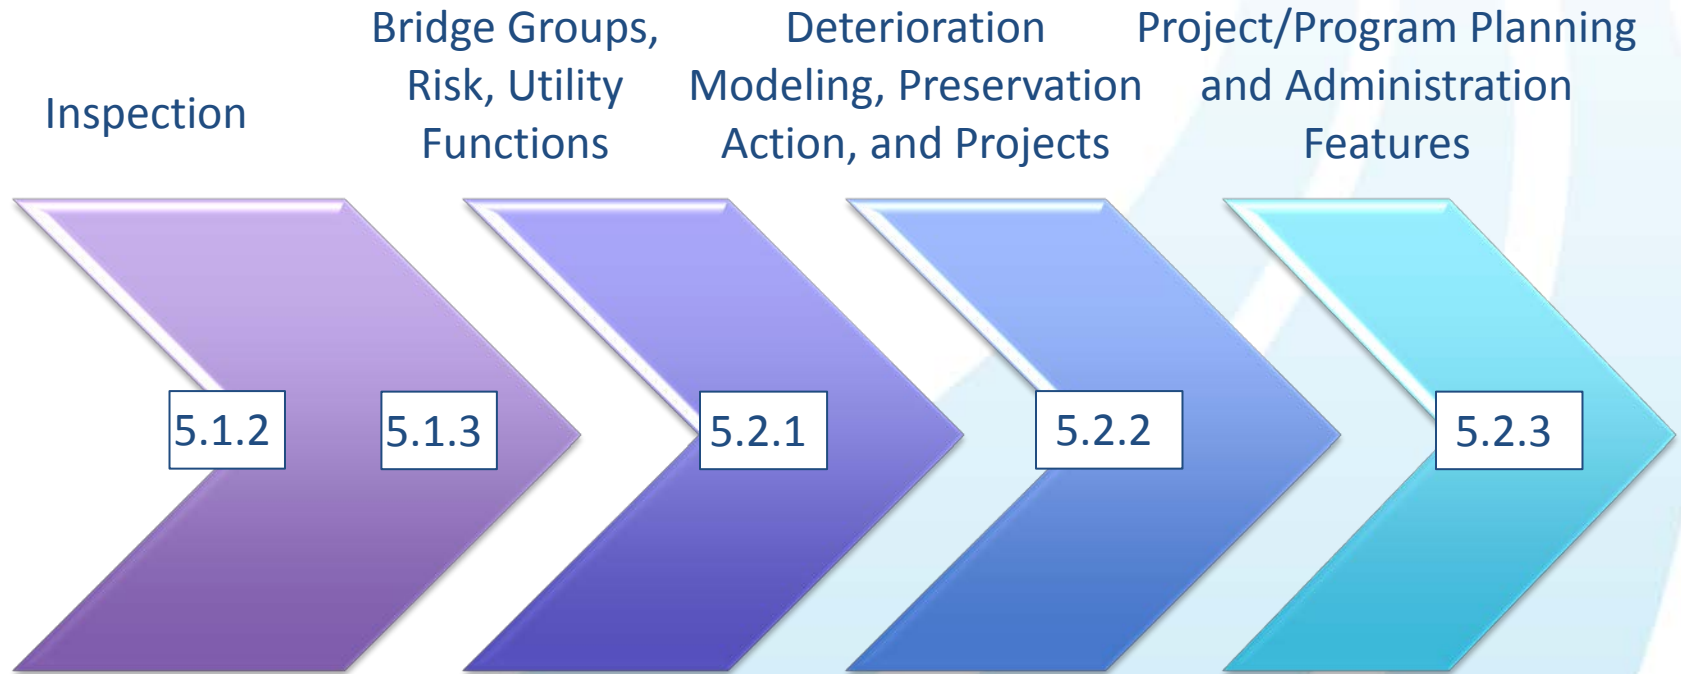 Inspection
Bridge Groups,
Risk, Utility
Functions
Deterioration
Modeling, Preservation
Action, and Projects
Project/Program Planning
and Administration
Features
5.1.2
5.1.3
5.2.1
5.2.2
5.2.3